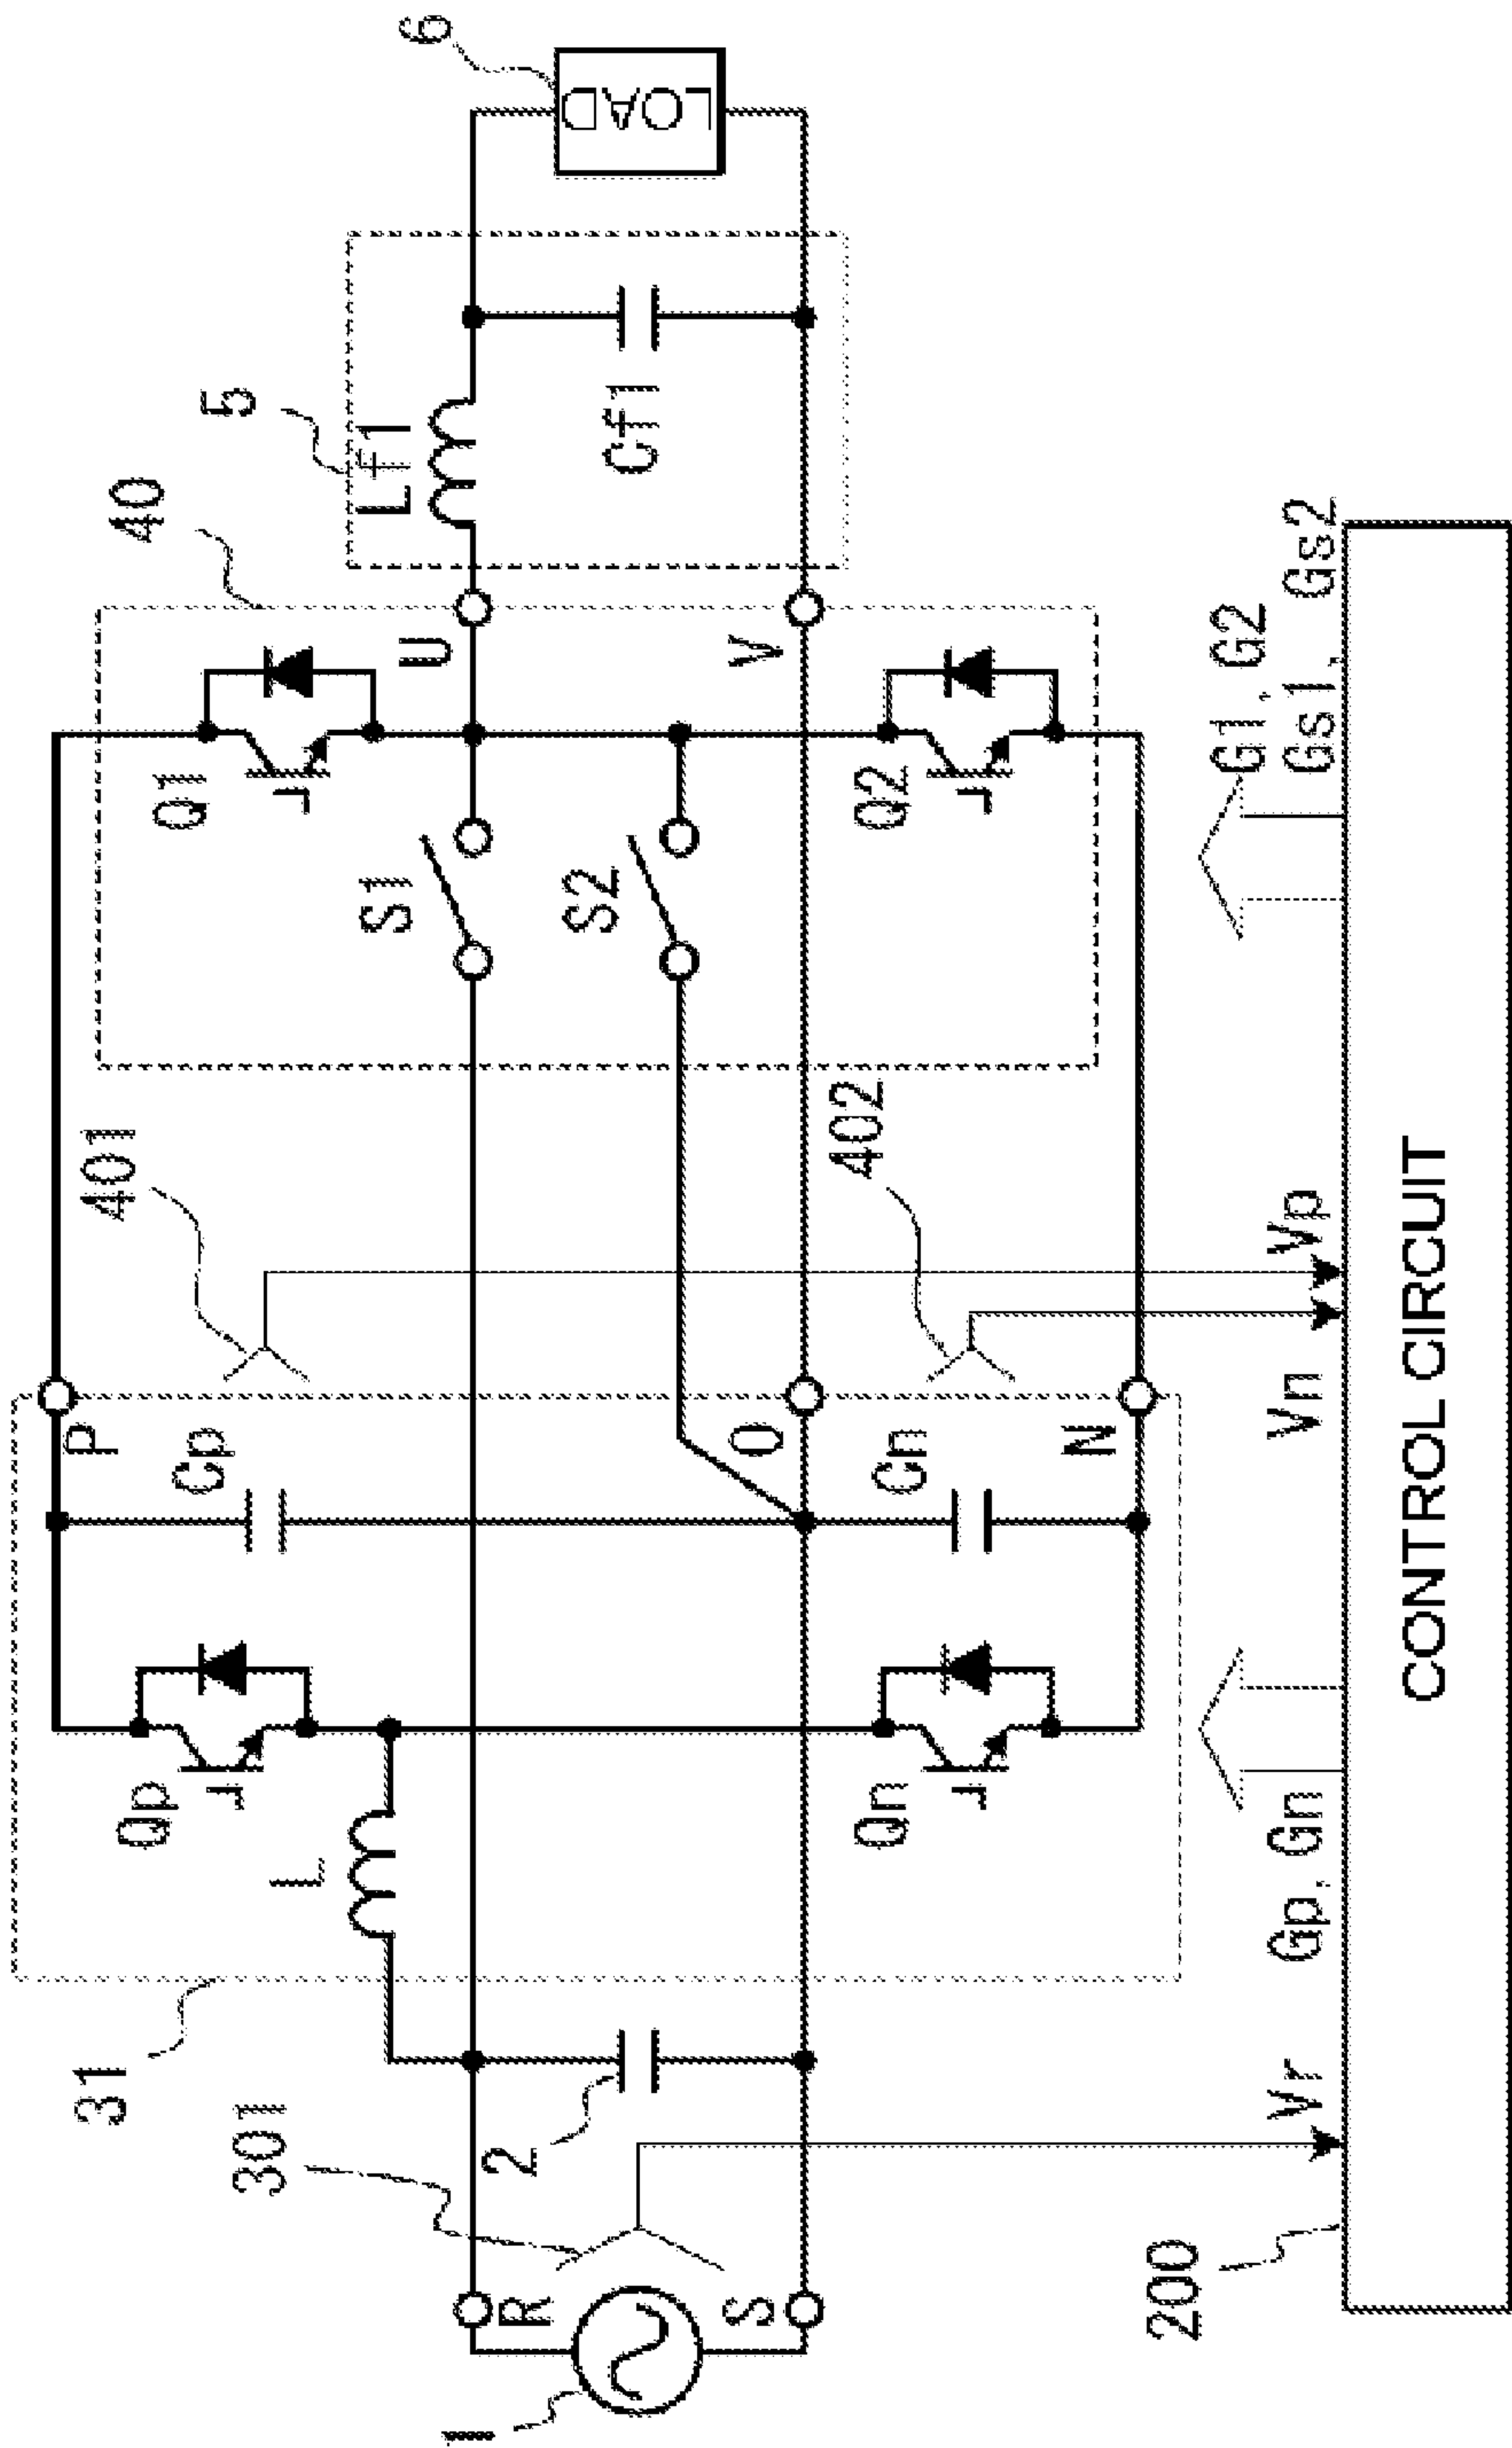 31
P
401
40
5
6
Qp
Cp
Q1
Lf1
L
S1
U
Cf1
LOAD
301
R
1
2
S2
S
O
V
Qn
Cn
402
Q2
N
Vr
Gp, Gn
Vn
Vp
G1, G2
Gs1, Gs2
200
CONTROL CIRCUIT